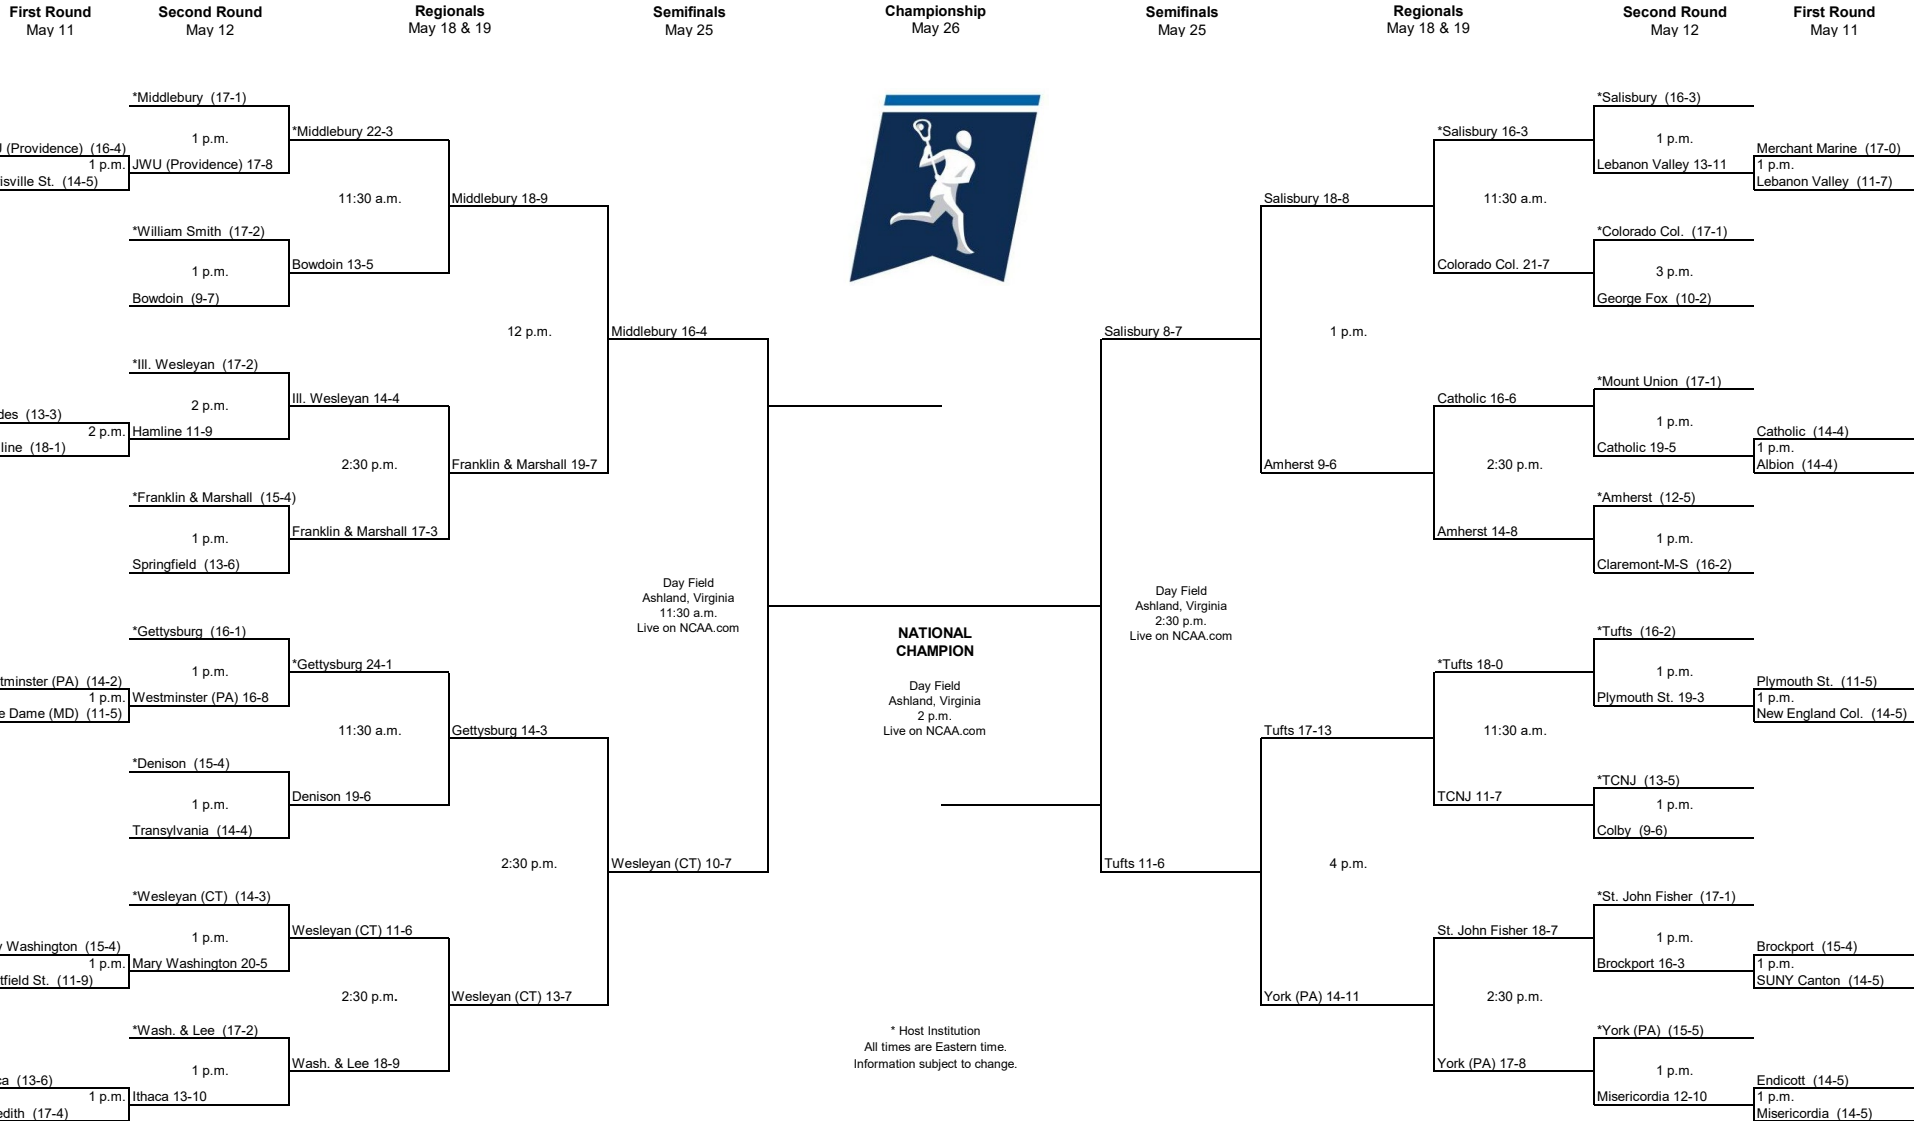 First Round
May 11
Second Round
May 12
Regionals
May 18 & 19
Semifinals
May 25
Championship
May 26
Semifinals
May 25
Regionals
May 18 & 19
Second Round
May 12
First Round
May 11
*Middlebury (17-1)
1 p.m.
(Providence) (16-4)
1 p.m.
JWU (Providence) 17-8
St. (14-5)
*Middlebury 22-3
11:30 a.m.
*William Smith (17-2)
1 p.m.
Bowdoin (9-7)
Bowdoin 13-5
Middlebury 18-9
12 p.m.
*Ill. Wesleyan (17-2)
2 p.m.
(13-3)
2 p.m.
Hamline 11-9
(18-1)
Ill. Wesleyan 14-4
2:30 p.m.
*Franklin & Marshall (15-4)
1 p.m.
Springfield (13-6)
Franklin & Marshall 17-3
Franklin & Marshall 19-7
Middlebury 16-4
Day Field
Ashland, Virginia
11:30 a.m.
Live on NCAA.com
*Gettysburg (16-1)
1 p.m.
(PA) (14-2)
1 p.m.
Westminster (PA) 16-8
Dame (MD) (11-5)
*Gettysburg 24-1
11:30 a.m.
*Denison (15-4)
1 p.m.
Transylvania (14-4)
Denison 19-6
Gettysburg 14-3
2:30 p.m.
*Wesleyan (CT) (14-3)
1 p.m.
Washington (15-4)
1 p.m.
Mary Washington 20-5
St. (11-9)
Wesleyan (CT) 11-6
2:30 p.m.
*Wash. & Lee (17-2)
1 p.m.
(13-6)
1 p.m.
Ithaca 13-10
(17-4)
Wash. & Lee 18-9
Wesleyan (CT) 13-7
Wesleyan (CT) 10-7
NATIONAL
CHAMPION
Day Field
Ashland, Virginia
2 p.m.
Live on NCAA.com
* Host Institution
All times are Eastern time.
Information subject to change.
Salisbury 8-7
Day Field
Ashland, Virginia
2:30 p.m.
Live on NCAA.com
Tufts 11-6
Salisbury 18-8
1 p.m.
Amherst 9-6
Tufts 17-13
4 p.m.
York (PA) 14-11
*Salisbury 16-3
11:30 a.m.
Colorado Col. 21-7
Catholic 16-6
2:30 p.m.
Amherst 14-8
*Tufts 18-0
11:30 a.m.
TCNJ 11-7
St. John Fisher 18-7
2:30 p.m.
York (PA) 17-8
*Salisbury (16-3)
1 p.m.
Lebanon Valley 13-11
Merchant Marine (17-0)
1 p.m.
Lebanon Valley (11-7)
*Colorado Col. (17-1)
3 p.m.
George Fox (10-2)
*Mount Union (17-1)
1 p.m.
Catholic 19-5
Catholic (14-4)
1 p.m.
Albion (14-4)
*Amherst (12-5)
1 p.m.
Claremont-M-S (16-2)
*Tufts (16-2)
1 p.m.
Plymouth St. 19-3
Plymouth St. (11-5)
1 p.m.
New England Col. (14-5)
*TCNJ (13-5)
1 p.m.
Colby (9-6)
*St. John Fisher (17-1)
1 p.m.
Brockport 16-3
Brockport (15-4)
1 p.m.
SUNY Canton (14-5)
*York (PA) (15-5)
1 p.m.
Misericordia 12-10
Endicott (14-5)
1 p.m.
Misericordia (14-5)